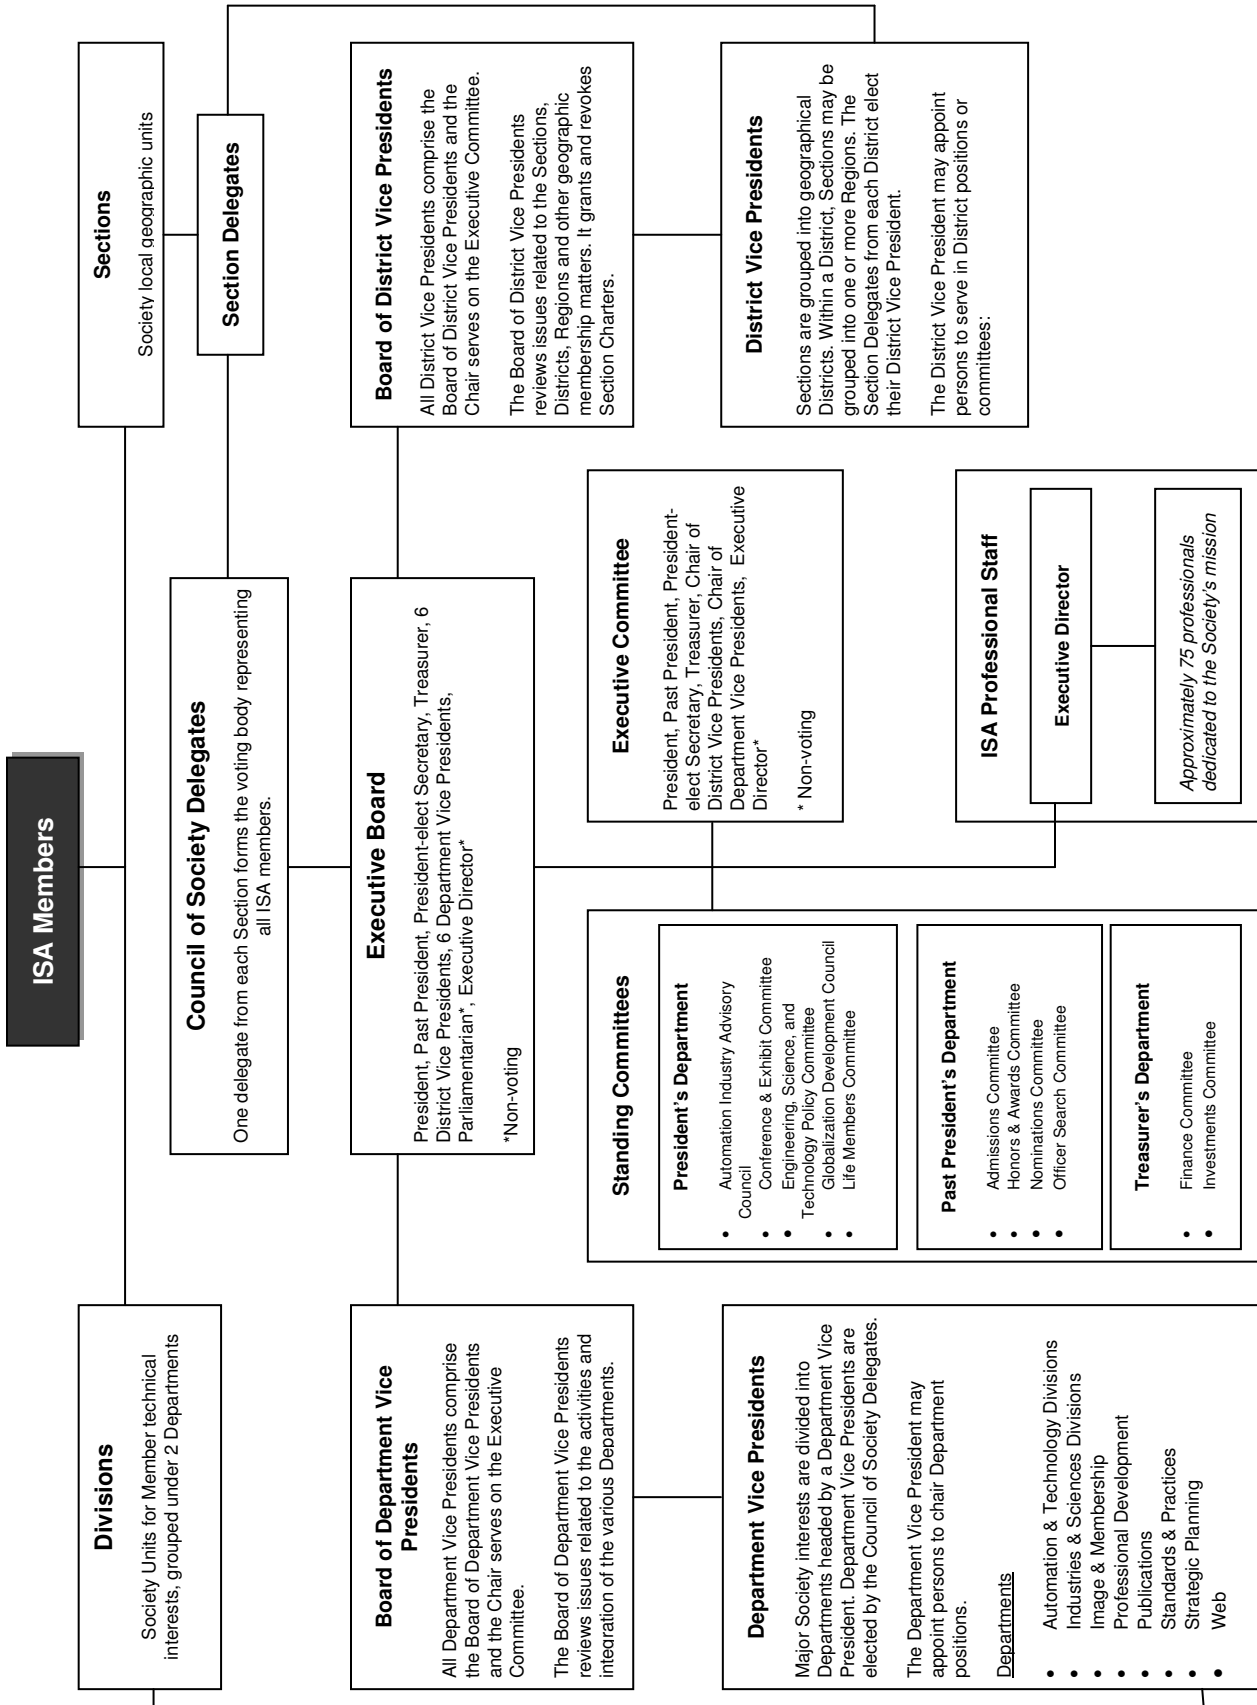 ISA Members
Divisions
Society Units for Member technical
interests, grouped under 2 Departments
Sections
Society local geographic units
Section Delegates
Council of Society Delegates
One delegate from each Section forms the voting body representing
all ISA members.
Board of Department Vice
Presidents
All Department Vice Presidents comprise
the Board of Department Vice Presidents
and the Chair serves on the Executive
Committee.
The Board of Department Vice Presidents
reviews issues related to the activities and
integration of the various Departments.
Executive Board
President, Past President, President-elect Secretary, Treasurer, 6
District Vice Presidents, 6 Department Vice Presidents,
Parliamentarian*, Executive Director*
*Non-voting
Board of District Vice Presidents
All District Vice Presidents comprise the
Board of District Vice Presidents and the
Chair serves on the Executive Committee.
The Board of District Vice Presidents
reviews issues related to the Sections,
Districts, Regions and other geographic
membership matters. It grants and revokes
Section Charters.
Department Vice Presidents
Major Society interests are divided into
Departments headed by a Department Vice
President. Department Vice Presidents are
elected by the Council of Society Delegates.
The Department Vice President may
appoint persons to chair Department
positions.
Departments
• Automation & Technology Divisions
• Industries & Sciences Divisions
• Image & Membership
• Professional Development
• Publications
• Standards & Practices
• Strategic Planning
• Web
Standing Committees
President's Department
• Automation Industry Advisory
Council
• Conference & Exhibit Committee
• Engineering, Science, and
Technology Policy Committee
• Globalization Development Council
• Life Members Committee
Past President's Department
• Admissions Committee
• Honors & Awards Committee
• Nominations Committee
• Officer Search Committee
Treasurer's Department
• Finance Committee
• Investments Committee
Executive Committee
President, Past President, President-
elect Secretary, Treasurer, Chair of
District Vice Presidents, Chair of
Department Vice Presidents, Executive
Director*
* Non-voting
ISA Professional Staff
Executive Director
Approximately 75 professionals
dedicated to the Society's mission
District Vice Presidents
Sections are grouped into geographical
Districts. Within a District, Sections may be
grouped into one or more Regions. The
Section Delegates from each District elect
their District Vice President.
The District Vice President may appoint
persons to serve in District positions or
committees: